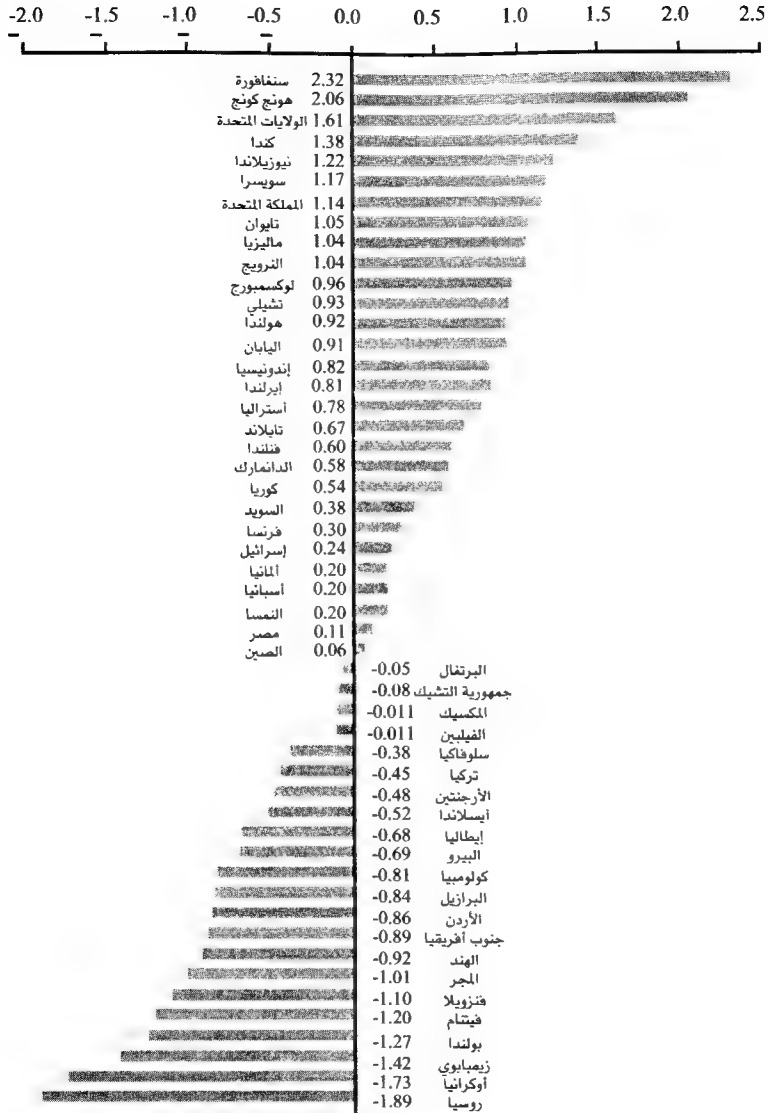 -2.0 -1.5 -1.0 -0.5 0.0 0.5 1.0 1.5 2.0 2.5
سنغافورة 2.32
هونج كونج 2.06
الولايات المتحدة 1.61
كندا 1.38
نيوزيلاندا 1.22
سويسرا 1.17
المملكة المتحدة 1.14
تايوان 1.05
ماليزيا 1.04
النرويج 1.04
لوكسمبورج 0.96
تشيلي 0.93
هولندا 0.92
اليابان 0.91
إندونيسيا 0.82
إيرلندا 0.81
أستراليا 0.78
تايلاند 0.67
فنلندا 0.60
الدانمارك 0.58
كوريا 0.54
السويد 0.38
فرنسا 0.30
إسرائيل 0.24
ألمانيا 0.20
أسبانيا 0.20
النمسا 0.20
مصر 0.11
الصين 0.06
-0.05 البرتغال
-0.08 جمهورية التشيك
-0.011 المكسيك
-0.011 الفيلبين
-0.38 سلوفاكيا
-0.45 تركيا
-0.48 الأرجنتين
-0.52 أيسلاندا
-0.68 إيطاليا
-0.69 البيرو
-0.81 كولومبيا
-0.84 البرازيل
-0.86 الأردن
-0.89 جنوب أفريقيا
-0.92 الهند
-1.01 المجر
-1.10 فنزويلا
-1.20 فيتنام
-1.27 بولندا
-1.42 زيمبابوي
-1.73 أوكرانيا
-1.89 روسيا